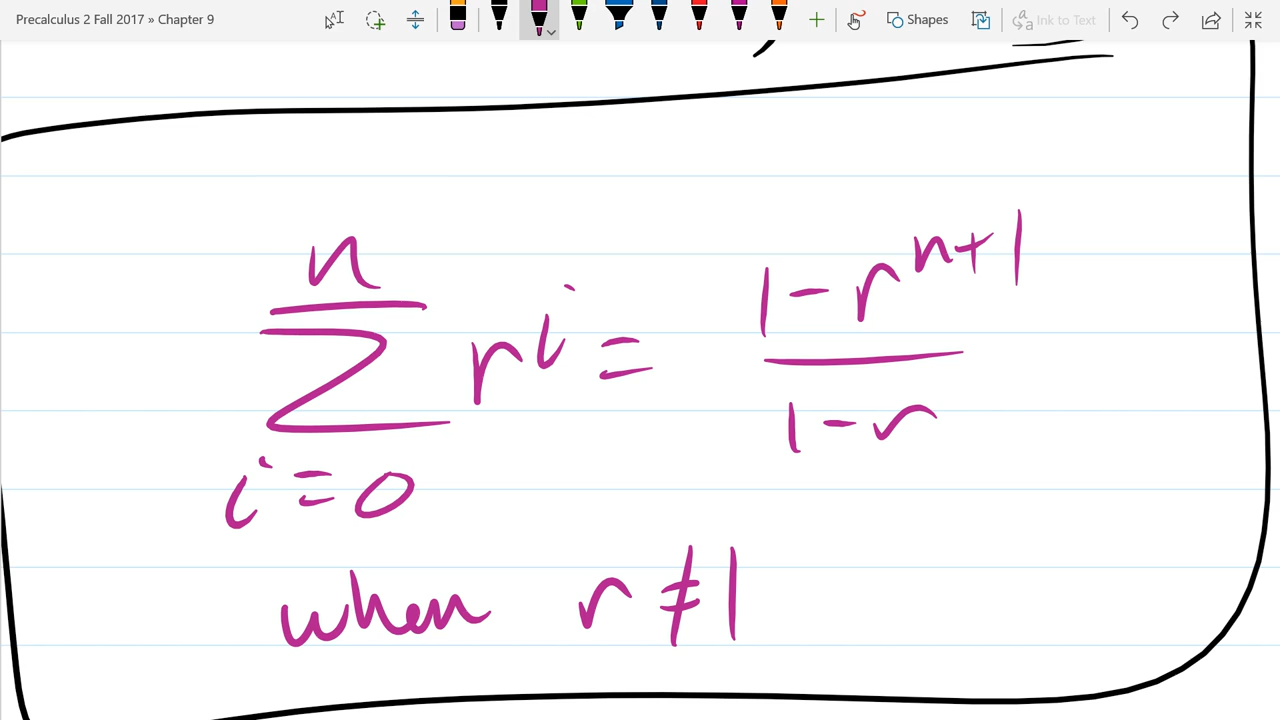 Precalculus 2 Fall 2017 » Chapter 9
Shapes
Ink to Text
n
∑ r^i = (1 - r^(n+1)) / (1 - r)
i = 0
when r ≠ 1